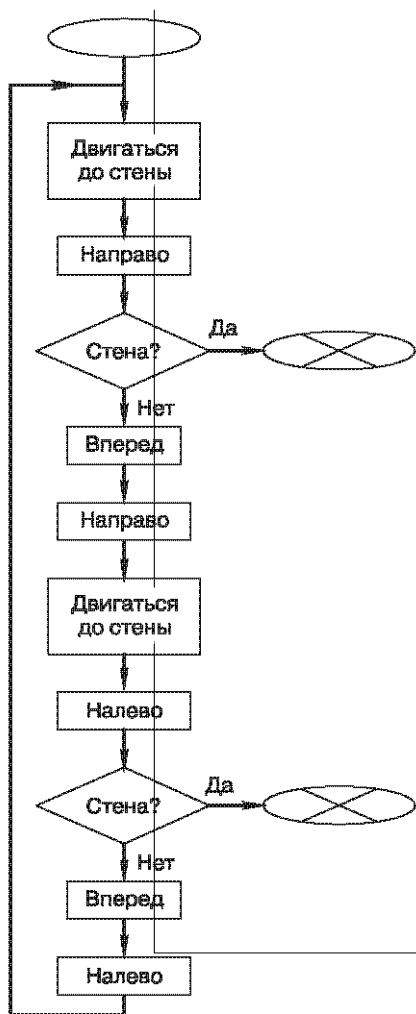 Двигаться
до стены
Направо
Стена?
Да
Нет
Вперед
Направо
Двигаться
до стены
Налево
Стена?
Да
Нет
Вперед
Налево